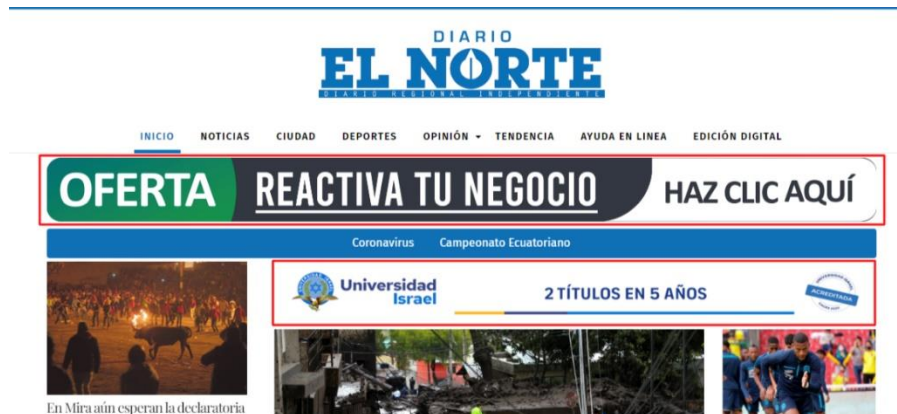 DIARIO
EL NORTE
DIARIO REGIONAL INDEPENDIENTE
INICIO NOTICIAS CIUDAD DEPORTES OPINIÓN TENDENCIA AYUDA EN LINEA EDICIÓN DIGITAL
OFERTA REACTIVA TU NEGOCIO HAZ CLIC AQUÍ
Coronavirus Campeonato Ecuatoriano
Universidad
Israel
2 TÍTULOS EN 5 AÑOS
ACREDITADA
En Mira aún esperan la declaratoria